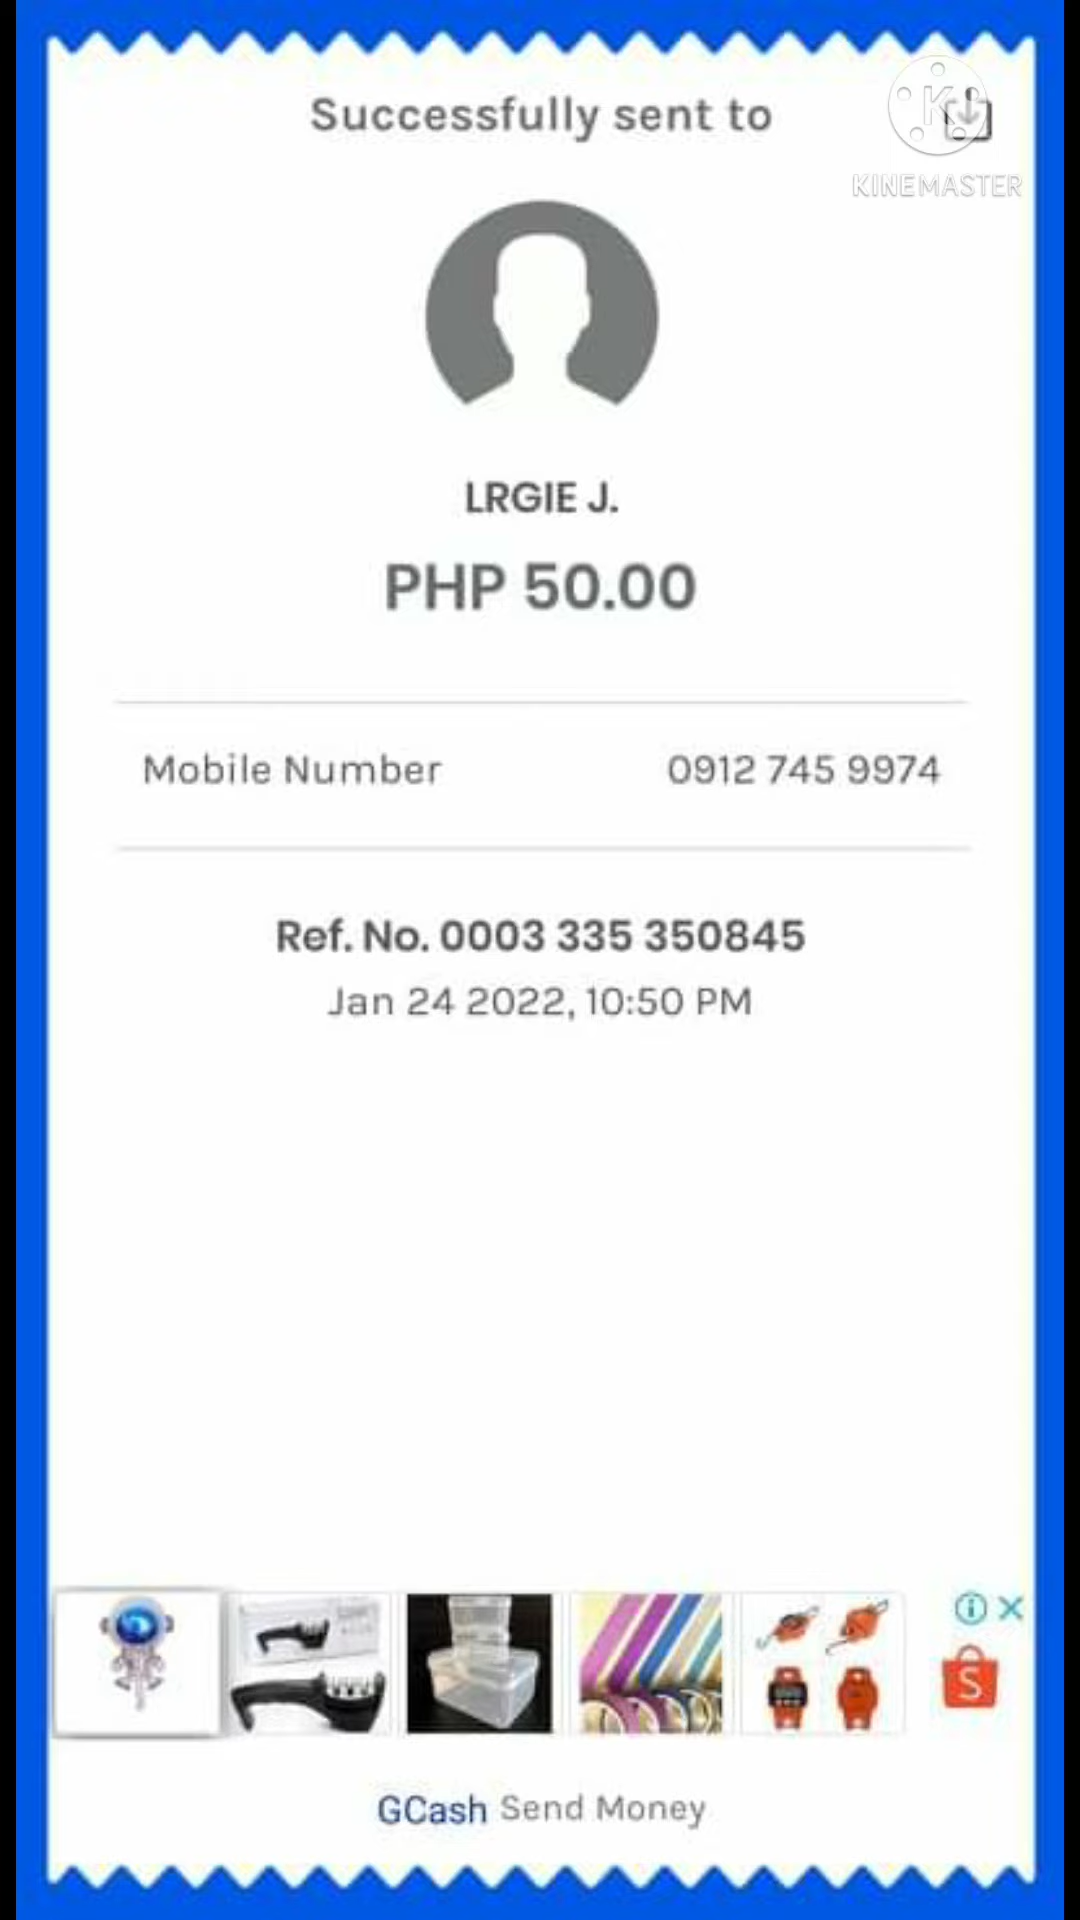 Successfully sent to
KINEMASTER
LRGIE J.
PHP 50.00
Mobile Number 0912 745 9974
Ref. No. 0003 335 350845
Jan 24 2022, 10:50 PM
GCash Send Money